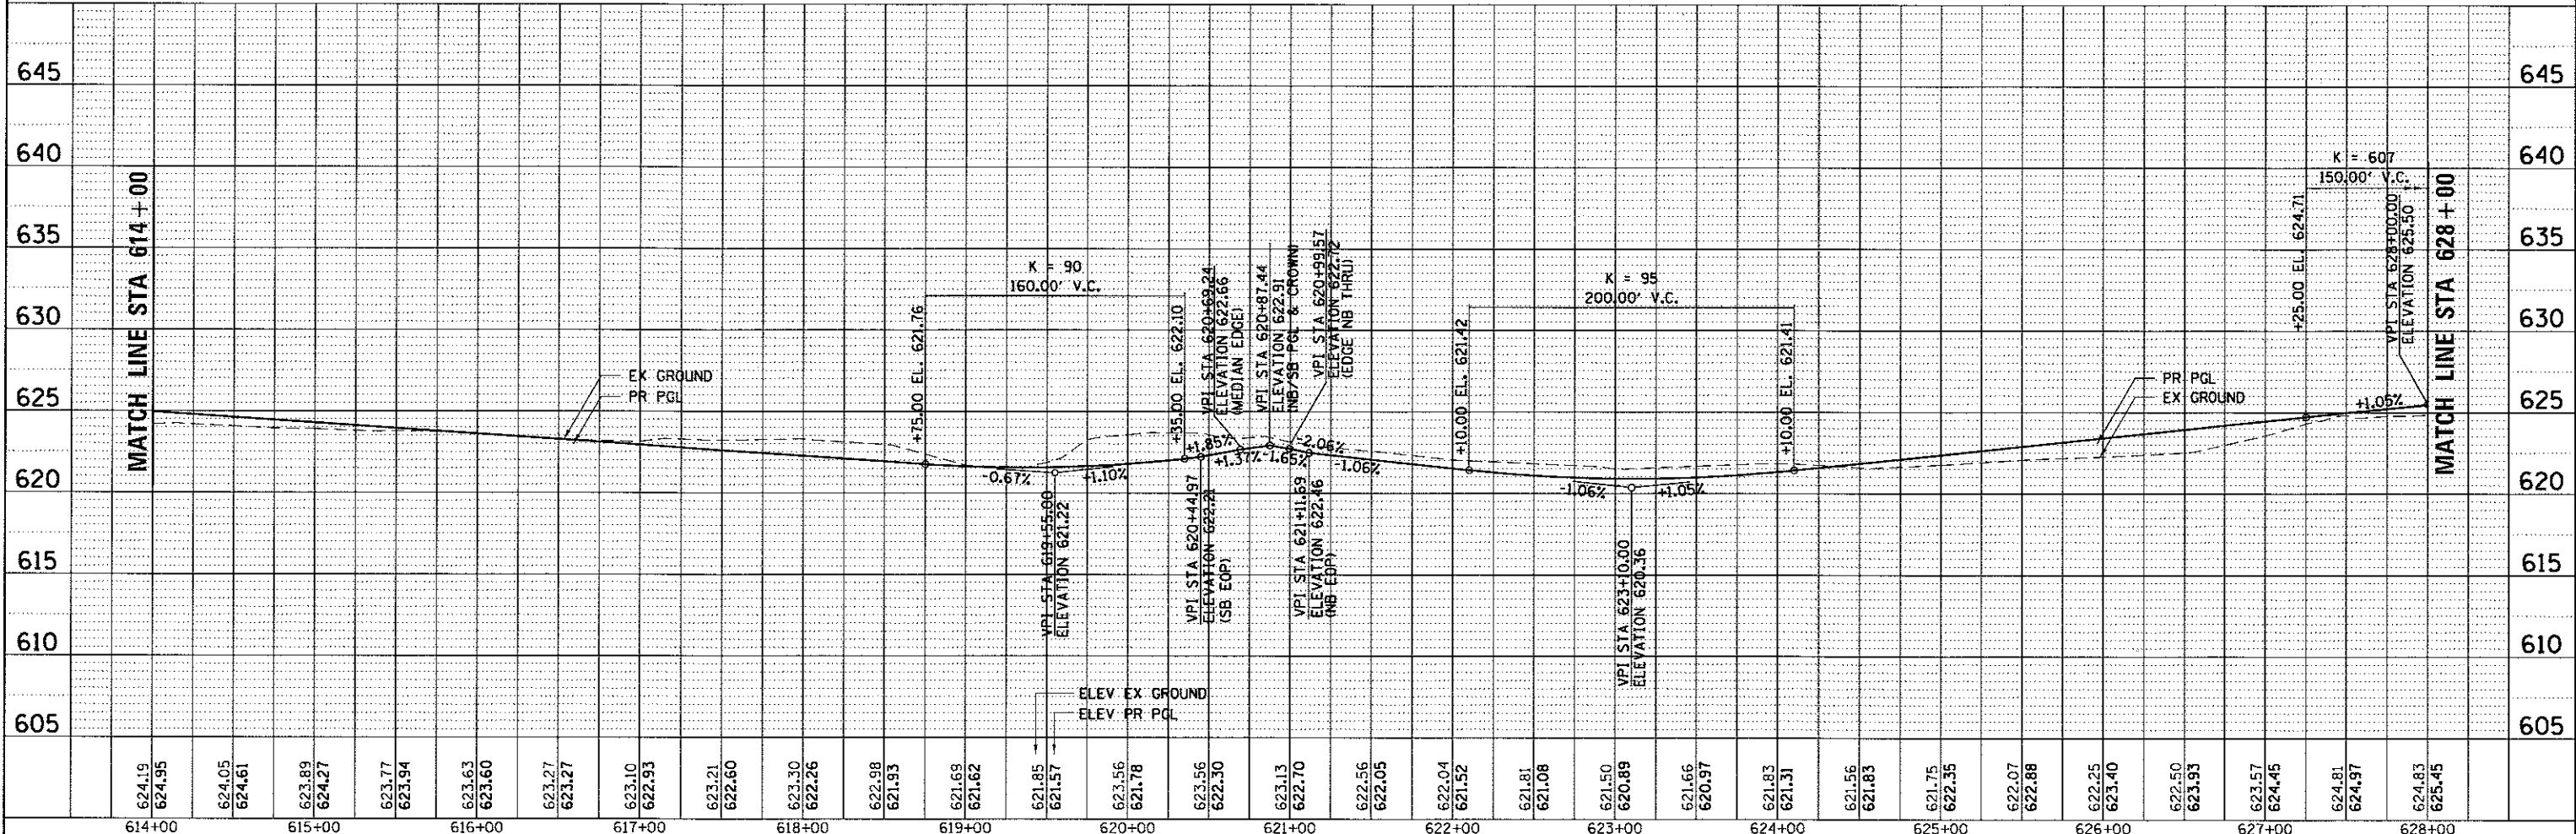 645
640
635
630
625
620
615
610
605
645
640
635
630
625
620
615
610
605
MATCH LINE STA 614+00
EX GROUND
PR PGL
+75.00 EL. 621.76
K = 90
160.00' V.C.
+35.00 EL. 622.10
-0.67%
+1.10%
VPI STA 619+55.00
ELEVATION 621.22
VPI STA 620+69.24
ELEVATION 622.66
(MEDIAN EDGE)
VPI STA 620+87.44
ELEVATION 622.91
(NB/SB PGL & CROWN)
VPI STA 620+99.57
ELEVATION 622.72
(EDGE NB THRU)
+1.85%
+1.37%
-1.65%
-2.06%
-1.06%
VPI STA 620+44.97
ELEVATION 622.21
(SB EOP)
VPI STA 621+11.69
ELEVATION 622.46
(NB EOP)
+10.00 EL. 621.42
K = 95
200.00' V.C.
+10.00 EL. 621.41
-1.06%
+1.05%
VPI STA 623+10.00
ELEVATION 620.36
PR PGL
EX GROUND
+25.00 EL. 624.71
K = 607
150.00' V.C.
VPI STA 628+00.00
ELEVATION 625.50
+1.05%
MATCH LINE STA 628+00
ELEV EX GROUND
ELEV PR PGL
624.19
624.95
624.05
624.61
623.89
624.27
623.77
623.94
623.63
623.60
623.27
623.27
623.10
622.93
623.21
622.60
623.30
622.26
622.98
621.93
621.69
621.62
621.85
621.57
623.56
621.78
623.56
622.30
623.13
622.70
622.56
622.05
622.04
621.52
621.81
621.08
621.50
620.89
621.66
620.97
621.83
621.31
621.56
621.83
621.75
622.35
622.07
622.88
622.25
623.40
622.50
623.93
623.57
624.45
624.81
624.97
624.83
625.45
614+00
615+00
616+00
617+00
618+00
619+00
620+00
621+00
622+00
623+00
624+00
625+00
626+00
627+00
628+00